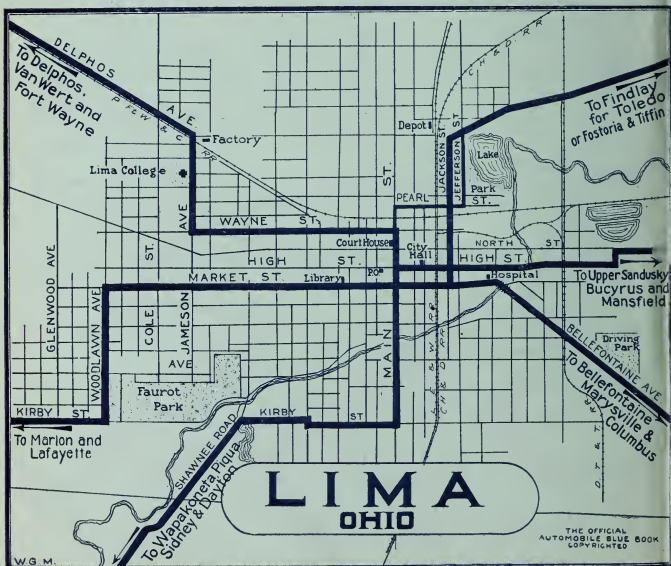 DELPHOS AVE
To Delphos,
Van Wert and
Fort Wayne
P FT W & C RR
Factory
Lima College
CH & D. RR
Depot
JACKSON ST.
JEFFERSON ST
Lake
Park
To Findlay
for Toledo
or Fostoria & Tiffin
PEARL ST.
WAYNE ST.
AVE
ST.
Court House
City
Hall
NORTH ST
HIGH ST.
HIGH ST.
MARKET ST.
Library
PO
Hospital
To Upper Sandusky
Bucyrus and
Mansfield
GLENWOOD AVE
WOODLAWN AVE
COLE ST.
JAMESON AVE
MAIN
Driving
Park
BELLEFONTAINE AVE
To Bellefontaine
Marysville &
Columbus
Faurot
Park
KIRBY ST.
KIRBY ST
To Marion and
Lafayette
SHAWNEE ROAD
To Wapakoneta, Piqua
Sidney & Dayton
CH & D RR
LIMA
OHIO
THE OFFICIAL
AUTOMOBILE BLUE BOOK
COPYRIGHTED
W.G.M.